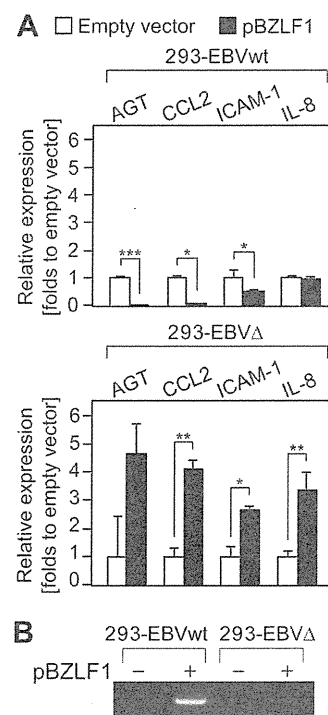 A Empty vector pBZLF1
293-EBVwt
AGT CCL2 ICAM-1 IL-8
Relative expression
[folds to empty vector]
6
5
4
3
2
1
0
*** * *
293-EBVΔ
AGT CCL2 ICAM-1 IL-8
Relative expression
[folds to empty vector]
6
5
4
3
2
1
0
** * **
B
293-EBVwt 293-EBVΔ
pBZLF1 − + − +